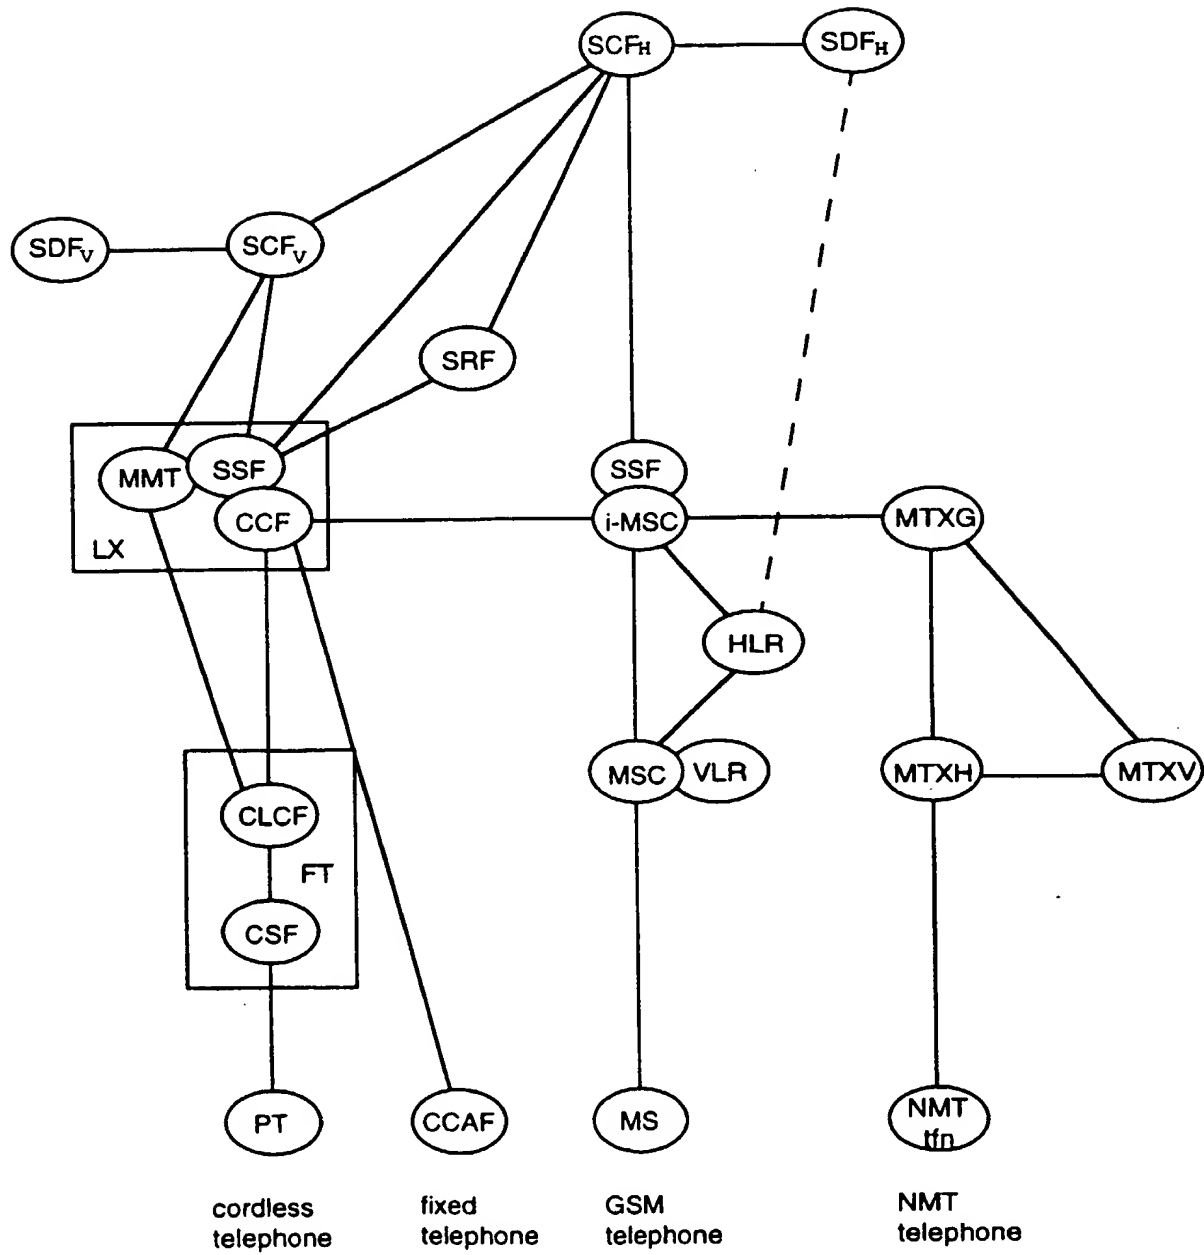 SCFH
SDFH
SDFV
SCFV
SRF
MMT
SSF
SSF
CCF
i-MSC
MTXG
LX
HLR
MSC
VLR
MTXH
MTXV
CLCF
FT
CSF
PT
CCAF
MS
NMT
tfn
cordless
telephone
fixed
telephone
GSM
telephone
NMT
telephone